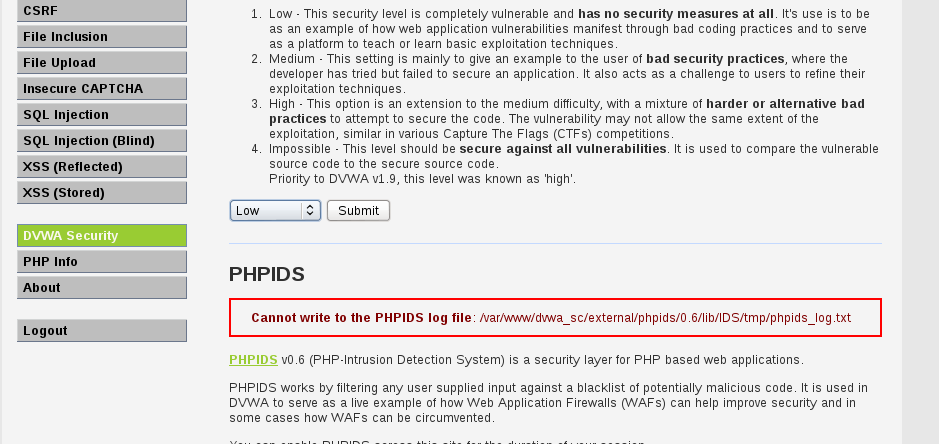 CSRF
File Inclusion
File Upload
Insecure CAPTCHA
SQL Injection
SQL Injection (Blind)
XSS (Reflected)
XSS (Stored)
DVWA Security
PHP Info
About
Logout
1. Low - This security level is completely vulnerable and has no security measures at all. It's use is to be
as an example of how web application vulnerabilities manifest through bad coding practices and to serve
as a platform to teach or learn basic exploitation techniques.
2. Medium - This setting is mainly to give an example to the user of bad security practices, where the
developer has tried but failed to secure an application. It also acts as a challenge to users to refine their
exploitation techniques.
3. High - This option is an extension to the medium difficulty, with a mixture of harder or alternative bad
practices to attempt to secure the code. The vulnerability may not allow the same extent of the
exploitation, similar in various Capture The Flags (CTFs) competitions.
4. Impossible - This level should be secure against all vulnerabilities. It is used to compare the vulnerable
source code to the secure source code.
Priority to DVWA v1.9, this level was known as 'high'.
Low Submit
PHPIDS
Cannot write to the PHPIDS log file: /var/www/dvwa_sc/external/phpids/0.6/lib/IDS/tmp/phpids_log.txt
PHPIDS v0.6 (PHP-Intrusion Detection System) is a security layer for PHP based web applications.
PHPIDS works by filtering any user supplied input against a blacklist of potentially malicious code. It is used in
DVWA to serve as a live example of how Web Application Firewalls (WAFs) can help improve security and in
some cases how WAFs can be circumvented.
You can enable PHPIDS across this site for the duration of your session.